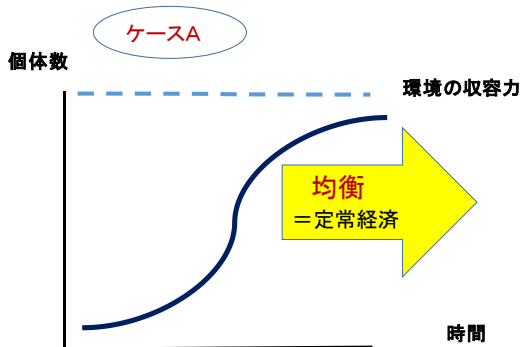 ケースA
個体数
環境の収容力
均衡
＝定常経済
時間